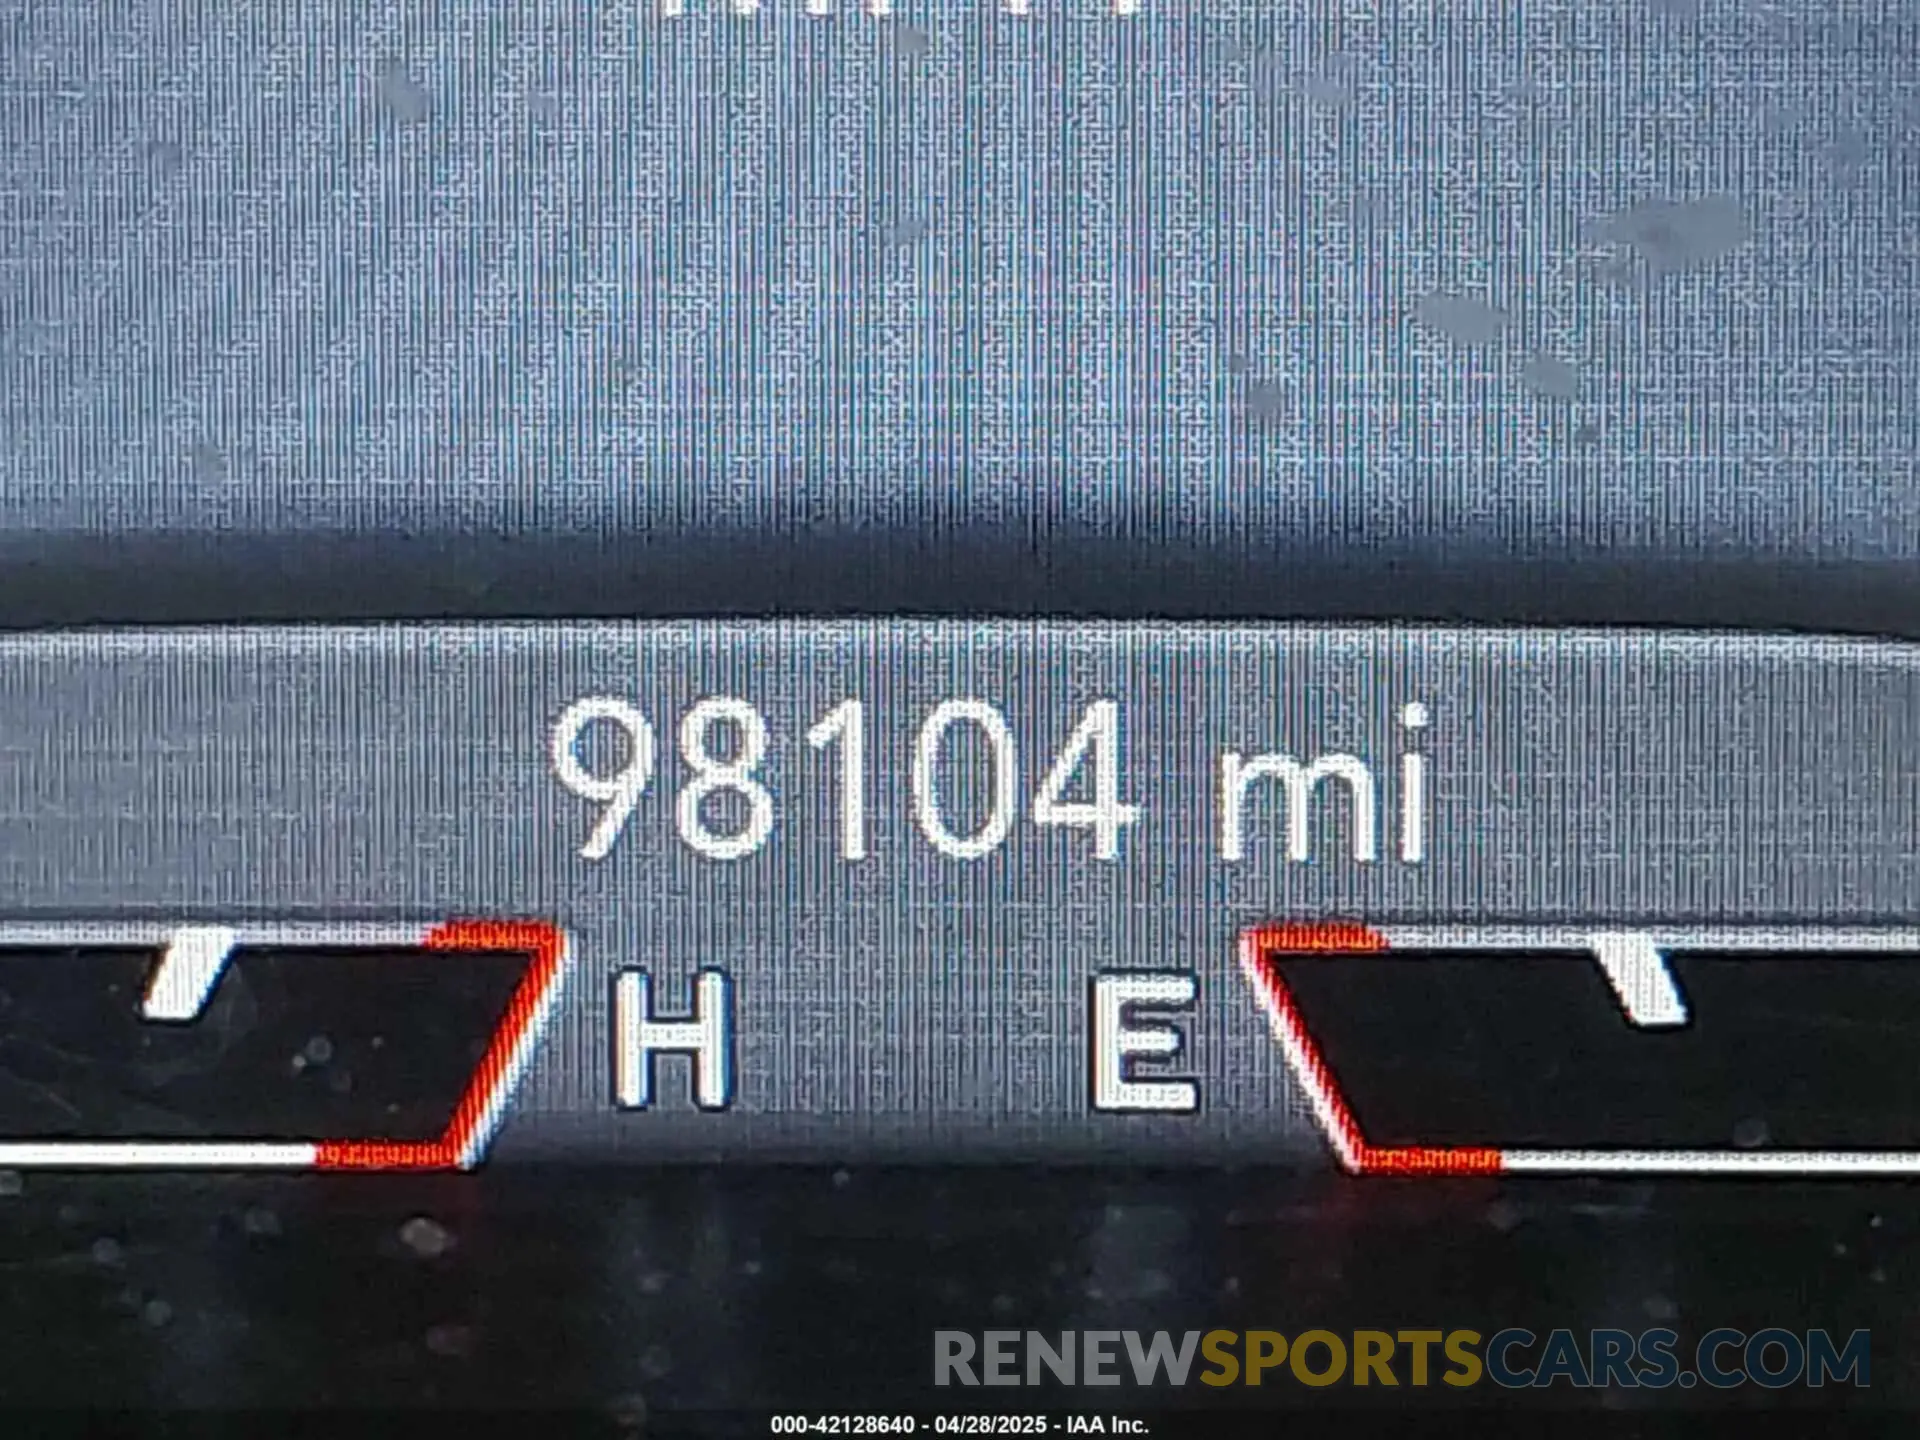 98104 mi
H E
RENEWSPORTSCARS.COM
000-42128640 - 04/28/2025 - IAA Inc.